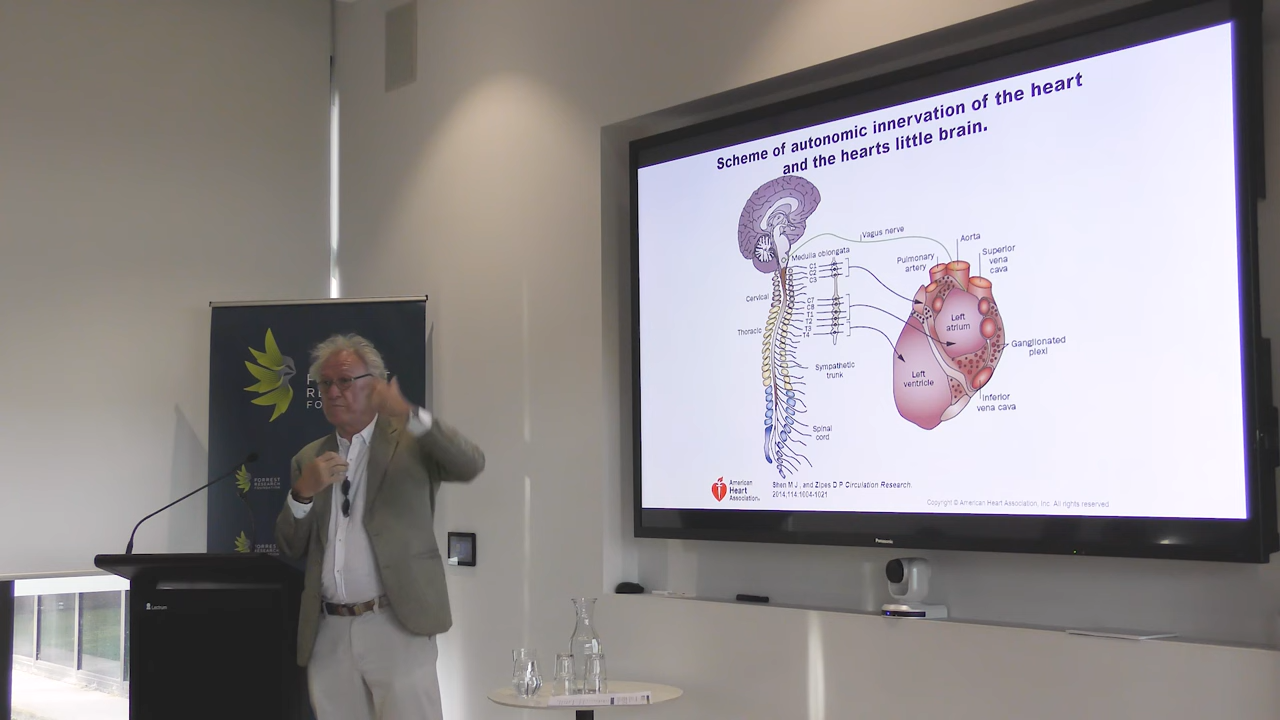 Scheme of autonomic innervation of the heart
and the hearts little brain.
Vagus nerve
Aorta
Medulla oblongata
Pulmonary
artery
Superior
vena
cava
C1
C2
C3
Cervical
C7
C8
T1
T2
T3
T4
Thoracic
Left
atrium
Ganglionated
plexi
Sympathetic
trunk
Left
ventricle
Inferior
vena cava
Spinal
cord
American
Heart
Association.
Shen M J , and Zipes D P Circulation Research.
2014;114:1004-1021
Copyright © American Heart Association, Inc. All rights reserved
Panasonic
FORREST
RESEARCH
Lectrum